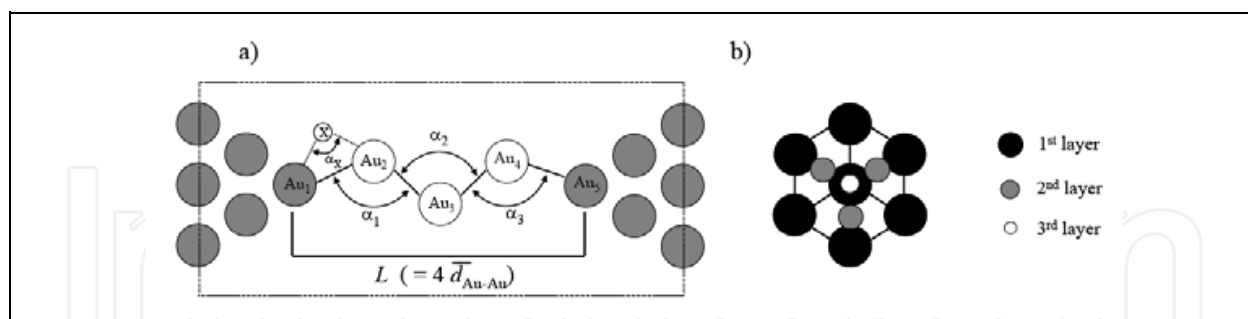 a)
b)
X
αx
Au1
Au2
α2
Au4
Au3
Au5
α1
α3
L ( = 4 d̅Au-Au)
1st layer
2nd layer
3rd layer